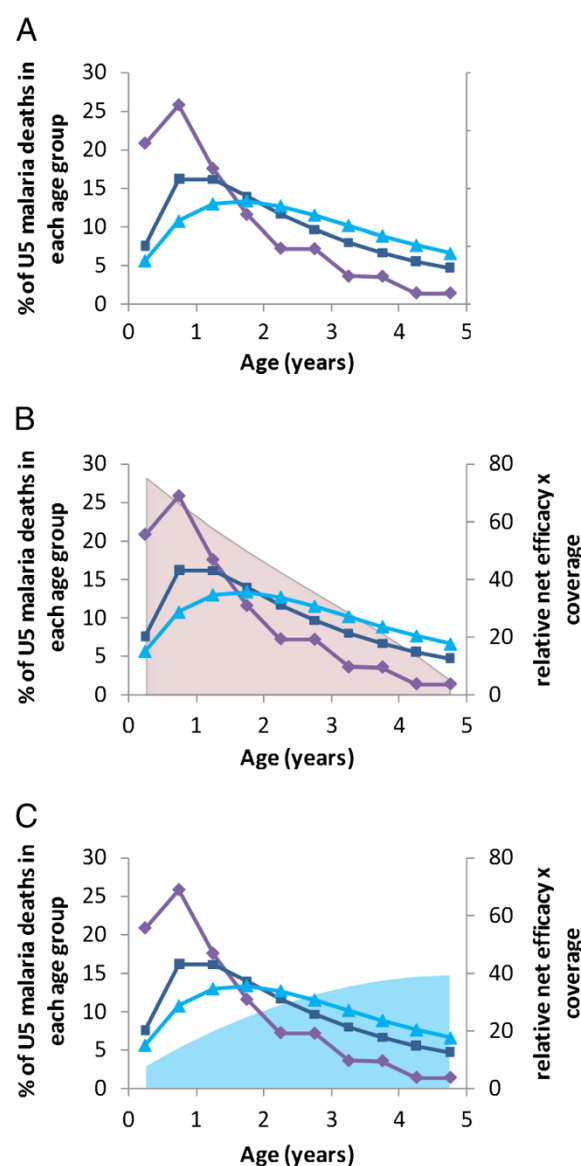 A
% of U5 malaria deaths in
each age group
30
25
20
15
10
5
0
0 1 2 3 4 5
Age (years)
B
% of U5 malaria deaths in
each age group
30
25
20
15
10
5
0
80
60
40
20
0
relative net efficacy x
coverage
0 1 2 3 4 5
Age (years)
C
% of U5 malaria deaths in
each age group
30
25
20
15
10
5
0
80
60
40
20
0
relative net efficacy x
coverage
0 1 2 3 4 5
Age (years)